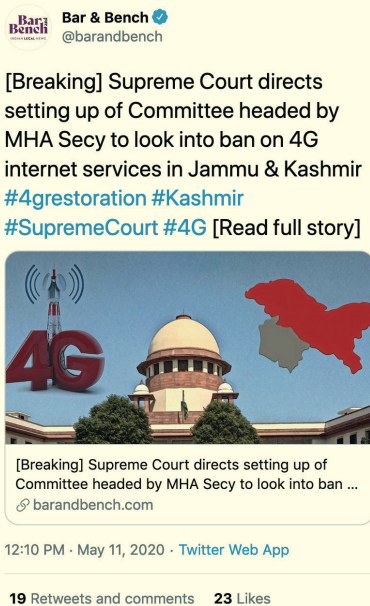 Bar & Bench
@barandbench
Bar&
Bench
INDIAN LEGAL NEWS
[Breaking] Supreme Court directs
setting up of Committee headed by
MHA Secy to look into ban on 4G
internet services in Jammu & Kashmir
#4grestoration #Kashmir
#SupremeCourt #4G [Read full story]
4G
[Breaking] Supreme Court directs setting up of
Committee headed by MHA Secy to look into ban ...
barandbench.com
12:10 PM · May 11, 2020 · Twitter Web App
19 Retweets and comments 23 Likes